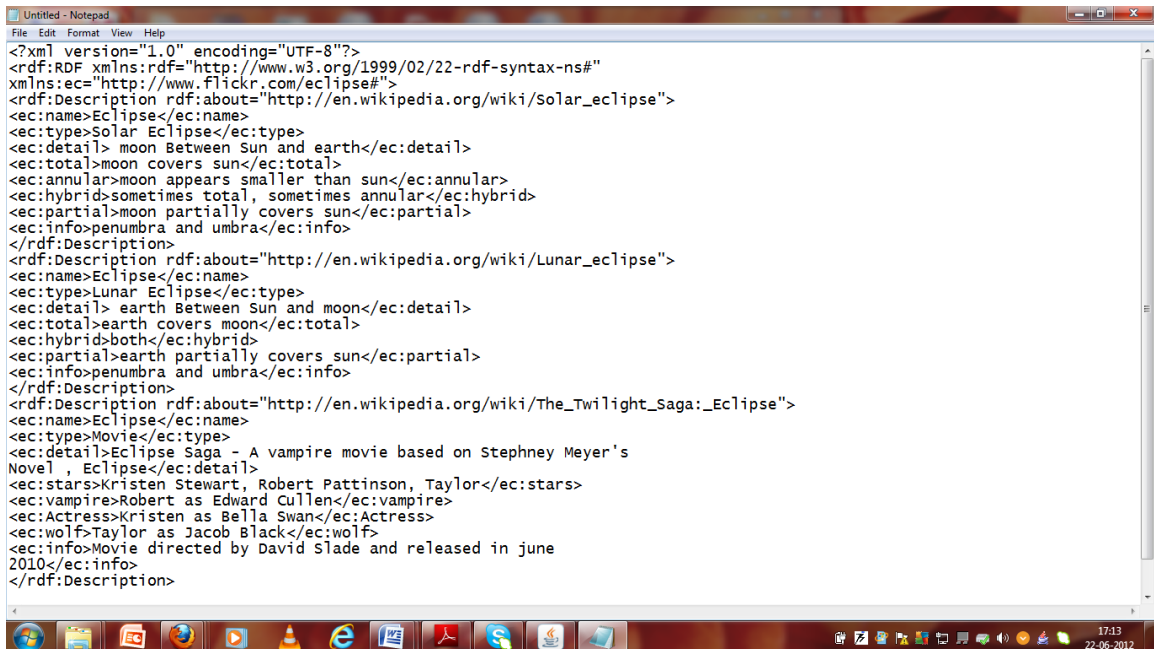 Untitled - Notepad
File Edit Format View Help
<?xml version="1.0" encoding="UTF-8"?>
<rdf:RDF xmlns:rdf="http://www.w3.org/1999/02/22-rdf-syntax-ns#"
xmlns:ec="http://www.flickr.com/eclipse#">
<rdf:Description rdf:about="http://en.wikipedia.org/wiki/Solar_eclipse">
<ec:name>Eclipse</ec:name>
<ec:type>Solar Eclipse</ec:type>
<ec:detail> moon Between Sun and earth</ec:detail>
<ec:total>moon covers sun</ec:total>
<ec:annular>moon appears smaller than sun</ec:annular>
<ec:hybrid>sometimes total, sometimes annular</ec:hybrid>
<ec:partial>moon partially covers sun</ec:partial>
<ec:info>penumbra and umbra</ec:info>
</rdf:Description>
<rdf:Description rdf:about="http://en.wikipedia.org/wiki/Lunar_eclipse">
<ec:name>Eclipse</ec:name>
<ec:type>Lunar Eclipse</ec:type>
<ec:detail> earth Between Sun and moon</ec:detail>
<ec:total>earth covers moon</ec:total>
<ec:hybrid>both</ec:hybrid>
<ec:partial>earth partially covers sun</ec:partial>
<ec:info>penumbra and umbra</ec:info>
</rdf:Description>
<rdf:Description rdf:about="http://en.wikipedia.org/wiki/The_Twilight_Saga:_Eclipse">
<ec:name>Eclipse</ec:name>
<ec:type>Movie</ec:type>
<ec:detail>Eclipse Saga - A vampire movie based on Stephney Meyer's
Novel , Eclipse</ec:detail>
<ec:stars>Kristen Stewart, Robert Pattinson, Taylor</ec:stars>
<ec:vampire>Robert as Edward Cullen</ec:vampire>
<ec:Actress>Kristen as Bella Swan</ec:Actress>
<ec:wolf>Taylor as Jacob Black</ec:wolf>
<ec:info>Movie directed by David Slade and released in june
2010</ec:info>
</rdf:Description>
17:13
22-06-2012